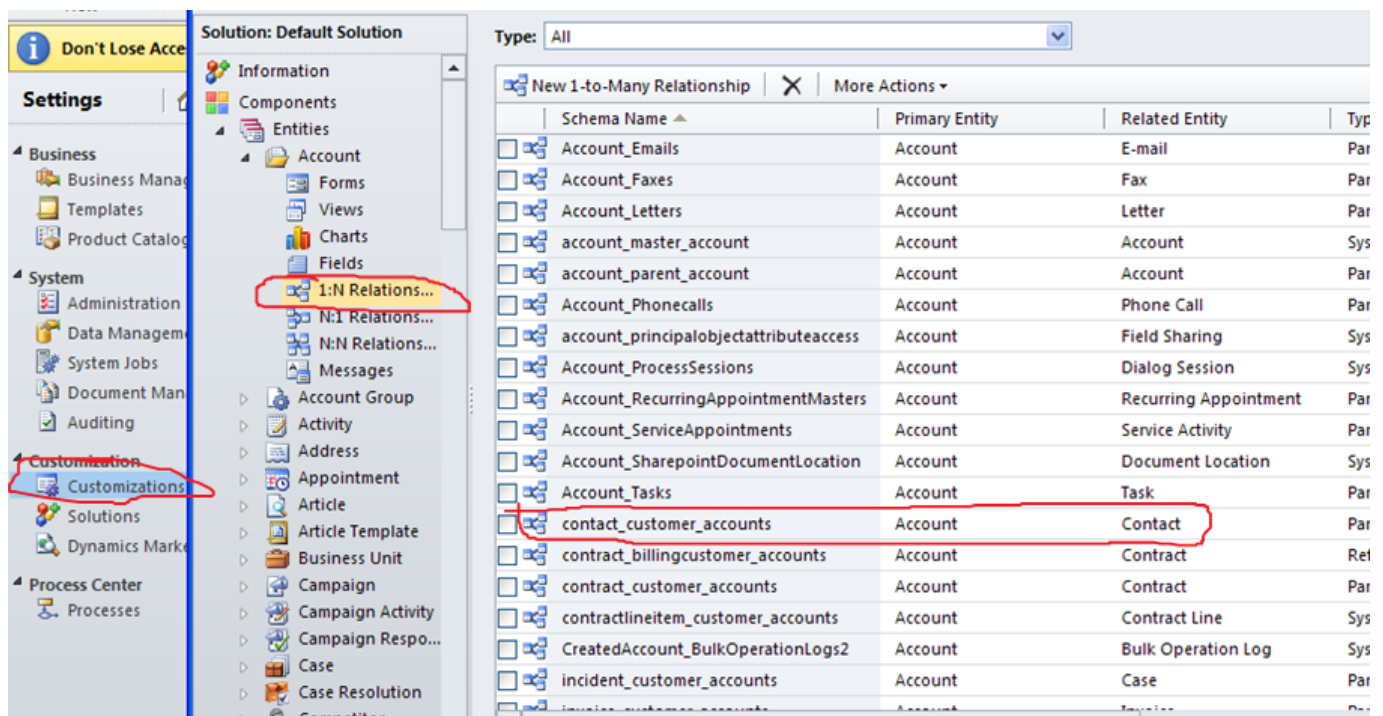 Don't Lose Acce
Settings
Business
Business Manag
Templates
Product Catalog
System
Administration
Data Manageme
System Jobs
Document Man
Auditing
Customization
Customizations
Solutions
Dynamics Marke
Process Center
Processes
Solution: Default Solution
Information
Components
Entities
Account
Forms
Views
Charts
Fields
1:N Relations...
N:1 Relations...
N:N Relations...
Messages
Account Group
Activity
Address
Appointment
Article
Article Template
Business Unit
Campaign
Campaign Activity
Campaign Respo...
Case
Case Resolution
Type: All
New 1-to-Many Relationship More Actions
Schema Name Primary Entity Related Entity Typ
Account_Emails Account E-mail Par
Account_Faxes Account Fax Par
Account_Letters Account Letter Par
account_master_account Account Account Sys
account_parent_account Account Account Par
Account_Phonecalls Account Phone Call Par
account_principalobjectattributeaccess Account Field Sharing Sys
Account_ProcessSessions Account Dialog Session Sys
Account_RecurringAppointmentMasters Account Recurring Appointment Par
Account_ServiceAppointments Account Service Activity Par
Account_SharepointDocumentLocation Account Document Location Sys
Account_Tasks Account Task Par
contact_customer_accounts Account Contact Par
contract_billingcustomer_accounts Account Contract Ref
contract_customer_accounts Account Contract Par
contractlineitem_customer_accounts Account Contract Line Sys
CreatedAccount_BulkOperationLogs2 Account Bulk Operation Log Sys
incident_customer_accounts Account Case Par